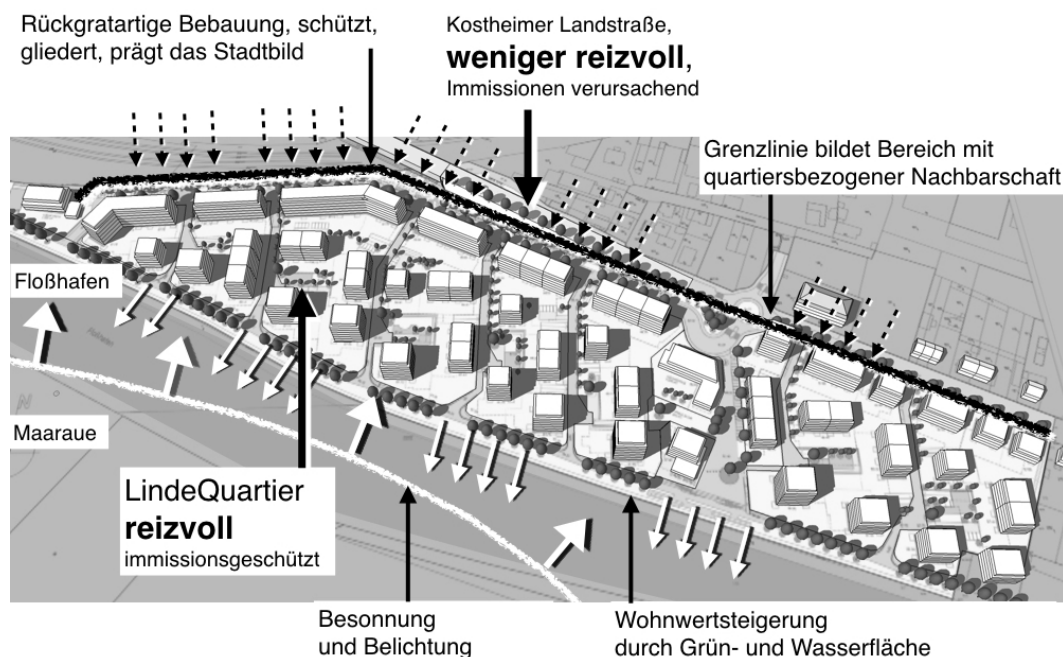 Rückgratartige Bebauung, schützt,
gliedert, prägt das Stadtbild
Kostheimer Landstraße,
weniger reizvoll,
Immissionen verursachend
Grenzlinie bildet Bereich mit
quartiersbezogener Nachbarschaft
Floßhafen
Maaraue
LindeQuartier
reizvoll
immissionsgeschützt
Besonnung
und Belichtung
Wohnwertsteigerung
durch Grün- und Wasserfläche